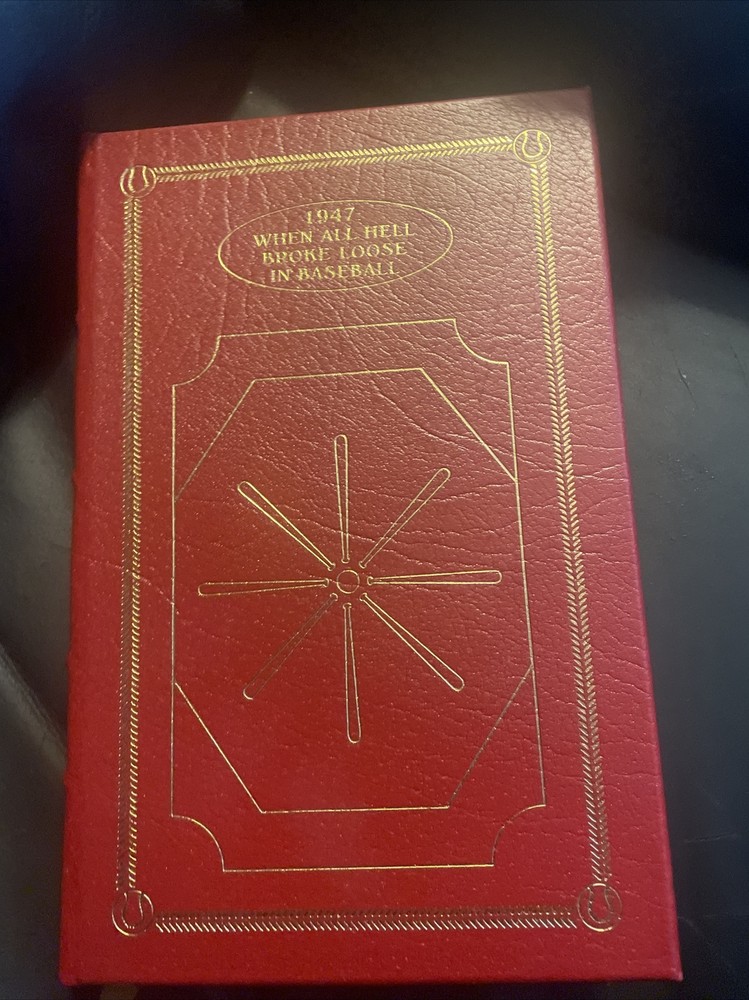 1947
WHEN ALL HELL
BROKE LOOSE
IN BASEBALL